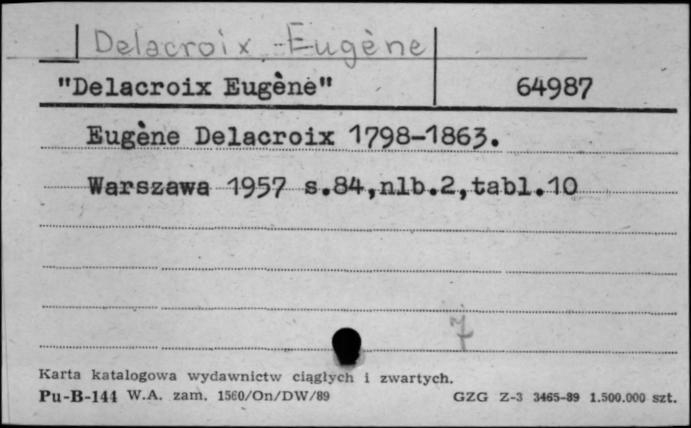 Delacroix, Eugène
"Delacroix Eugène" 64987
Eugène Delacroix 1798-1863.
Warszawa 1957 s.84,nlb.2,tabl.10
7
Karta katalogowa wydawnictw ciągłych i zwartych.
Pu-B-144 W.A. zam. 1560/On/DW/89 GZG Z-3 3465-89 1.500.000 szt.